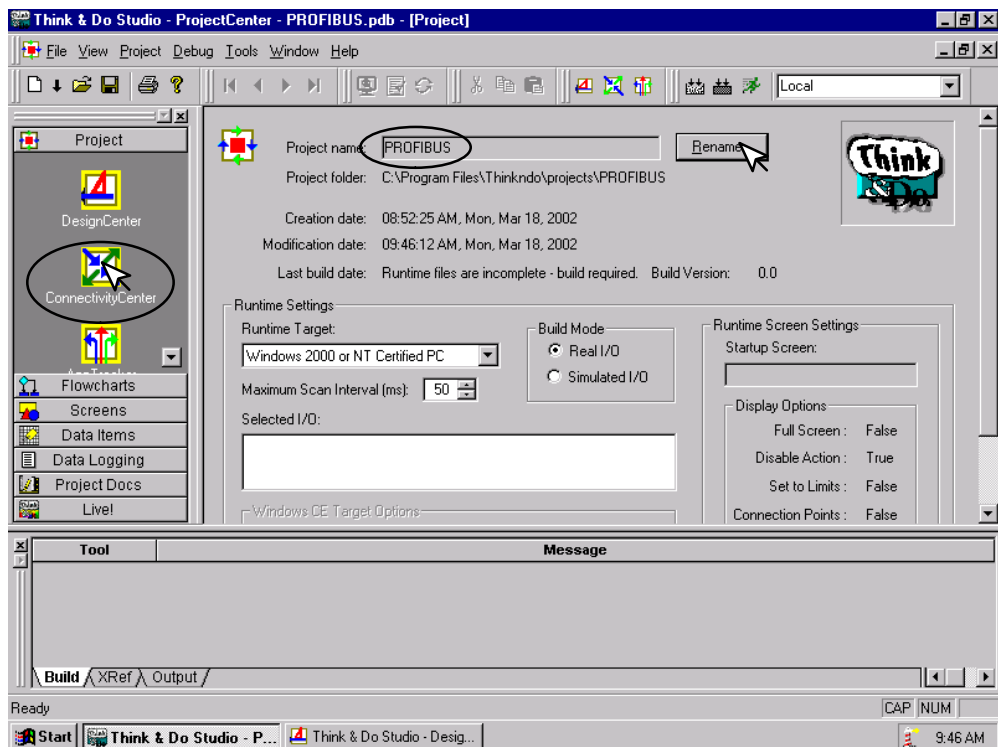 Think & Do Studio - ProjectCenter - PROFIBUS.pdb - [Project]
File View Project Debug Tools Window Help
Local
Project
DesignCenter
ConnectivityCenter
AppTracker
Flowcharts
Screens
Data Items
Data Logging
Project Docs
Live!
Project name: PROFIBUS
Rename
Project folder: C:\Program Files\Thinkndo\projects\PROFIBUS
Creation date: 08:52:25 AM, Mon, Mar 18, 2002
Modification date: 09:46:12 AM, Mon, Mar 18, 2002
Last build date: Runtime files are incomplete - build required. Build Version: 0.0
Think
&Do
Runtime Settings
Runtime Target:
Windows 2000 or NT Certified PC
Maximum Scan Interval (ms): 50
Selected I/O:
Build Mode
Real I/O
Simulated I/O
Windows CE Target Options
Runtime Screen Settings
Startup Screen:
Display Options
Full Screen : False
Disable Action : True
Set to Limits : False
Connection Points : False
Tool Message
Build XRef Output
Ready
CAP NUM
Start Think & Do Studio - P... Think & Do Studio - Desig... 9:46 AM